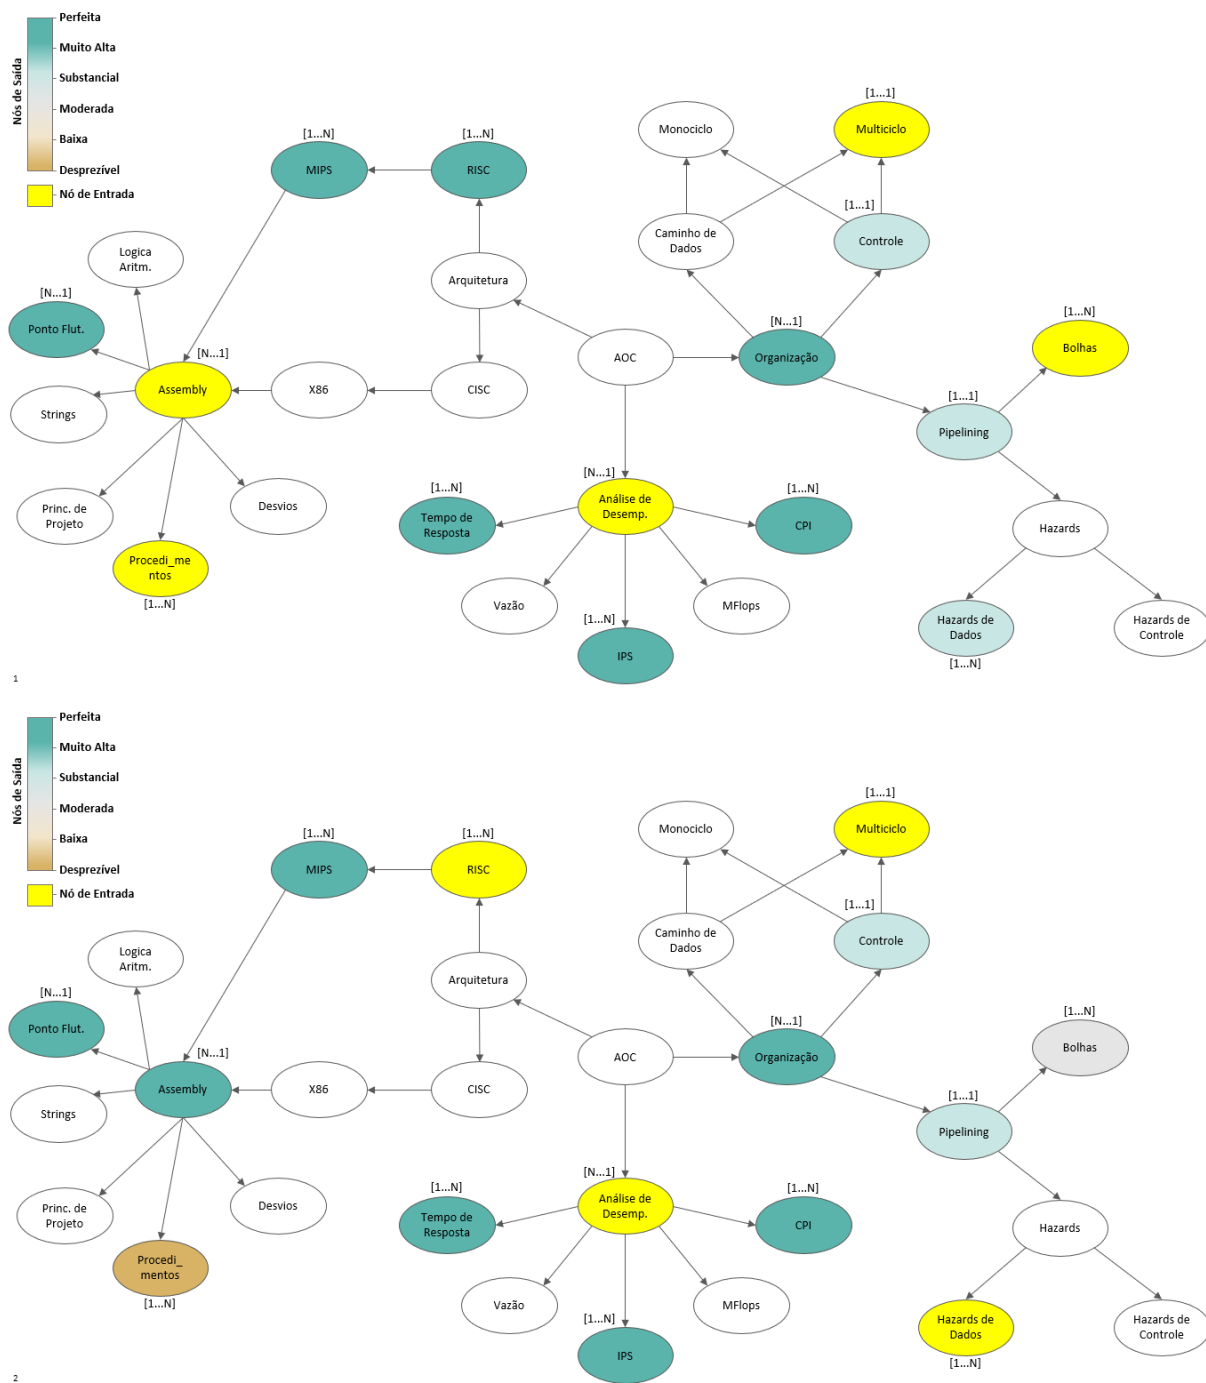 Nós de Saída
Perfeita
Muito Alta
Substancial
Moderada
Baixa
Desprezível
Nó de Entrada
[1...N]
MIPS
[1...N]
RISC
Monociclo
[1...1]
Multiciclo
Logica
Aritm.
Arquitetura
Caminho de
Dados
[1...1]
Controle
[N...1]
Ponto Flut.
[N...1]
Assembly
X86
CISC
AOC
[N...1]
Organização
[1...N]
Bolhas
Strings
[1...1]
Pipelining
Princ. de
Projeto
Desvios
[1...N]
Tempo de
Resposta
[N...1]
Análise de
Desemp.
[1...N]
CPI
Hazards
Procedi_me
ntos
[1...N]
Vazão
MFlops
[1...N]
IPS
Hazards de
Dados
[1...N]
Hazards de
Controle
1
Nós de Saída
Perfeita
Muito Alta
Substancial
Moderada
Baixa
Desprezível
Nó de Entrada
[1...N]
MIPS
[1...N]
RISC
Monociclo
[1...1]
Multiciclo
Logica
Aritm.
Arquitetura
Caminho de
Dados
[1...1]
Controle
[N...1]
Ponto Flut.
[N...1]
Assembly
X86
CISC
AOC
[N...1]
Organização
[1...N]
Bolhas
Strings
[1...1]
Pipelining
Princ. de
Projeto
Desvios
[1...N]
Tempo de
Resposta
[N...1]
Análise de
Desemp.
[1...N]
CPI
Hazards
Procedi_
mentos
[1...N]
Vazão
MFlops
[1...N]
IPS
Hazards de
Dados
[1...N]
Hazards de
Controle
2